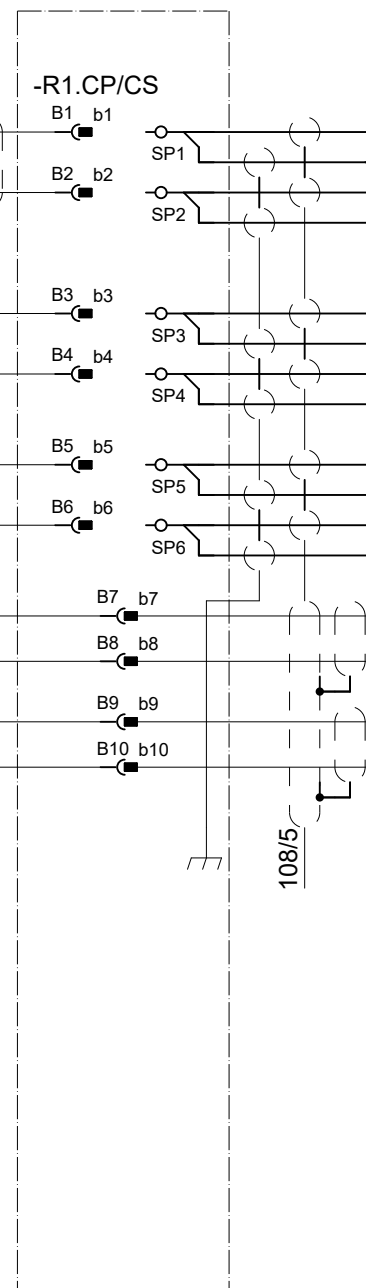 -R1.CP/CS
B1 b1
SP1
B2 b2
SP2
B3 b3
SP3
B4 b4
SP4
B5 b5
SP5
B6 b6
SP6
B7 b7
B8 b8
B9 b9
B10 b10
108/5